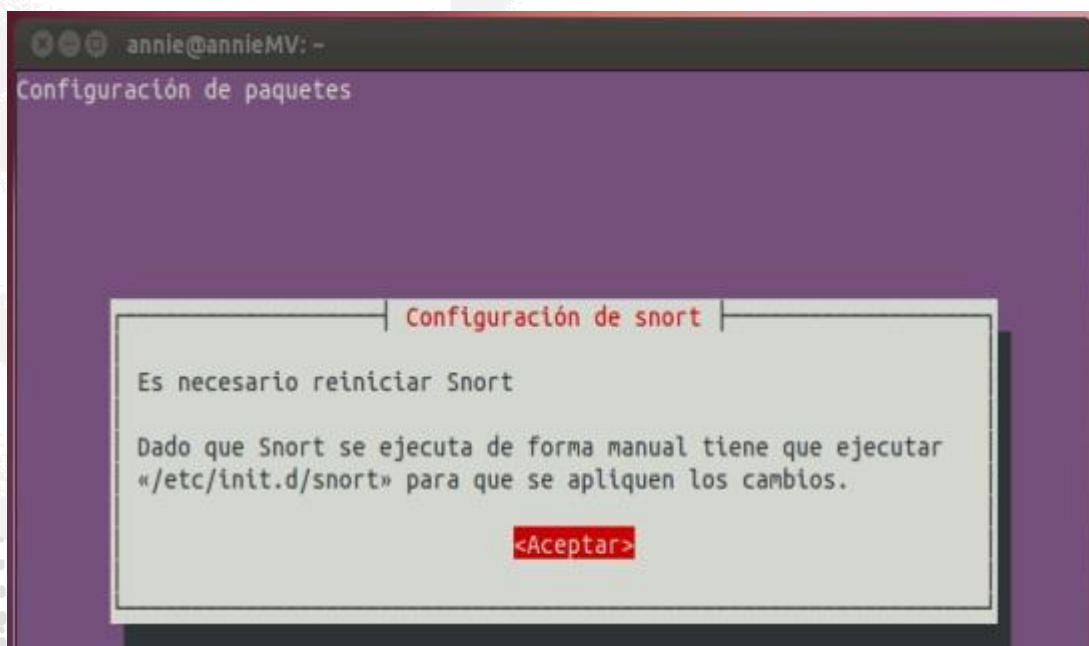 annie@annieMV: ~
Configuración de paquetes
Configuración de snort
Es necesario reiniciar Snort
Dado que Snort se ejecuta de forma manual tiene que ejecutar
«/etc/init.d/snort» para que se apliquen los cambios.
<Aceptar>